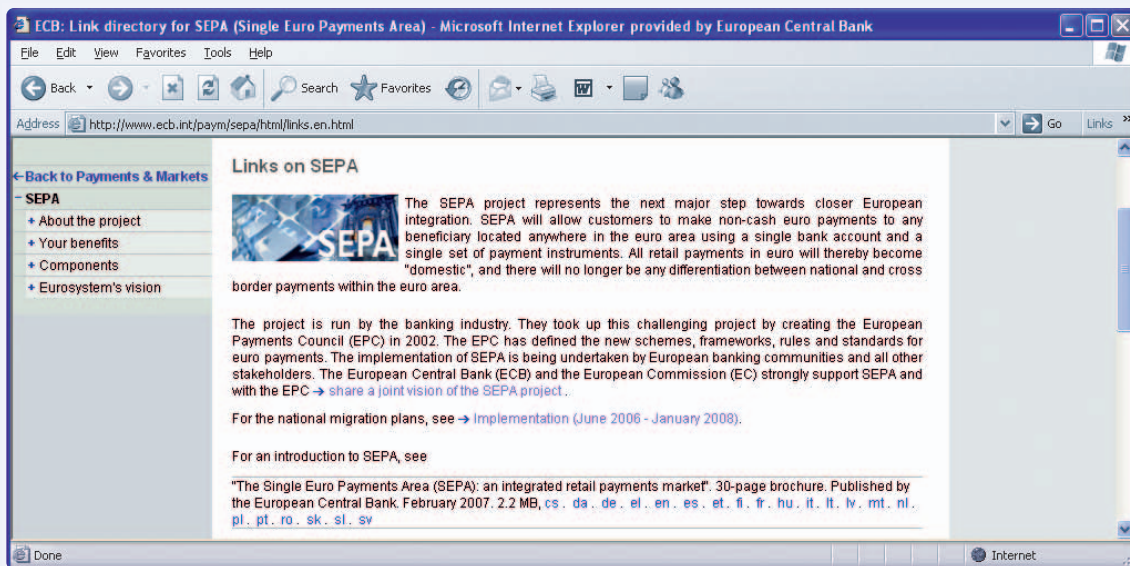 ECB: Link directory for SEPA (Single Euro Payments Area) - Microsoft Internet Explorer provided by European Central Bank
File Edit View Favorites Tools Help
Back Search Favorites
Address http://www.ecb.int/paym/sepa/html/links.en.html Go Links »
←Back to Payments & Markets
− SEPA
+ About the project
+ Your benefits
+ Components
+ Eurosystem's vision
Links on SEPA
SEPA
The SEPA project represents the next major step towards closer European
integration. SEPA will allow customers to make non-cash euro payments to any
beneficiary located anywhere in the euro area using a single bank account and a
single set of payment instruments. All retail payments in euro will thereby become
"domestic", and there will no longer be any differentiation between national and cross
border payments within the euro area.
The project is run by the banking industry. They took up this challenging project by creating the European
Payments Council (EPC) in 2002. The EPC has defined the new schemes, frameworks, rules and standards for
euro payments. The implementation of SEPA is being undertaken by European banking communities and all other
stakeholders. The European Central Bank (ECB) and the European Commission (EC) strongly support SEPA and
with the EPC → share a joint vision of the SEPA project .
For the national migration plans, see → Implementation (June 2006 - January 2008).
For an introduction to SEPA, see
"The Single Euro Payments Area (SEPA): an integrated retail payments market". 30-page brochure. Published by
the European Central Bank. February 2007. 2.2 MB, cs . da . de . el . en . es . et . fi . fr . hu . it . lt . lv . mt . nl .
pl . pt . ro . sk . sl . sv
Done Internet